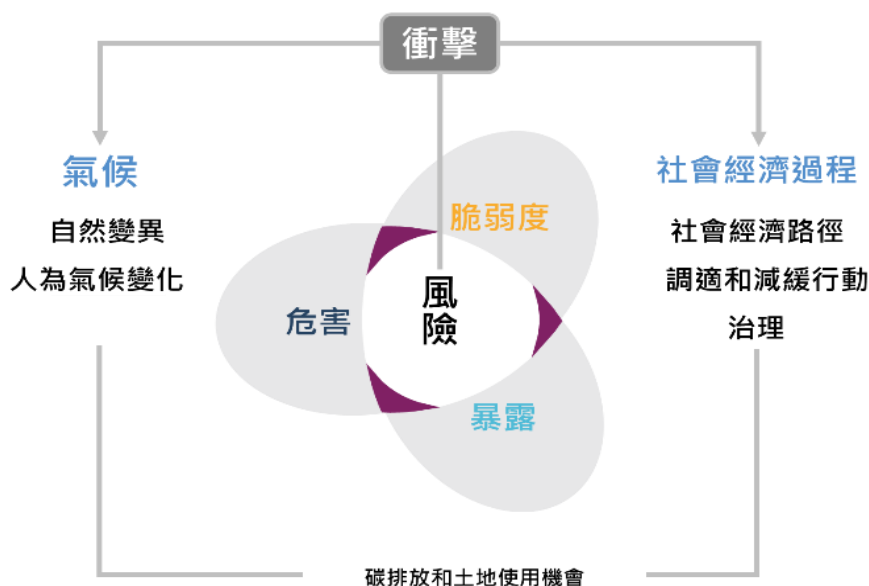 衝擊
氣候
自然變異
人為氣候變化
脆弱度
危害
風
險
暴露
社會經濟過程
社會經濟路徑
調適和減緩行動
治理
碳排放和土地使用機會